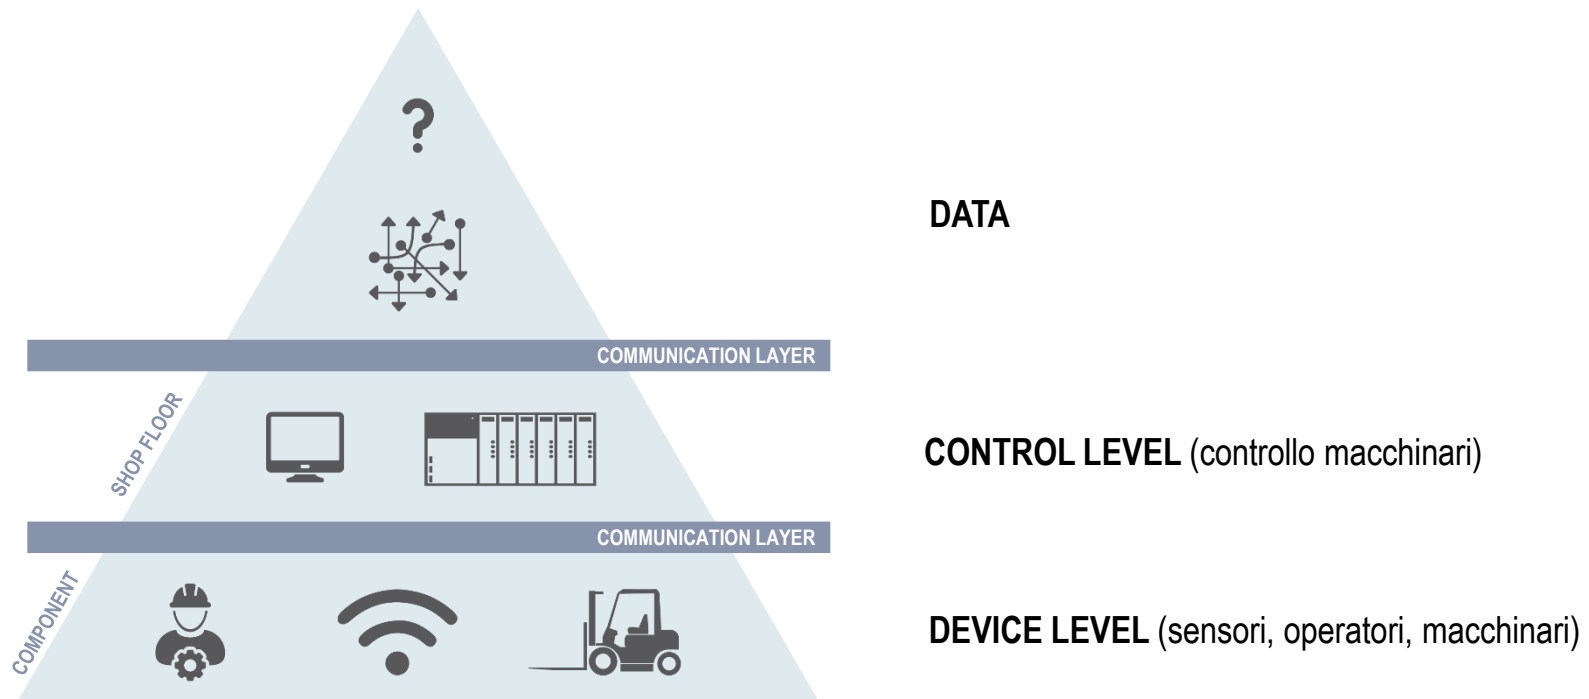 ?
DATA
COMMUNICATION LAYER
SHOP FLOOR
CONTROL LEVEL (controllo macchinari)
COMMUNICATION LAYER
COMPONENT
DEVICE LEVEL (sensori, operatori, macchinari)